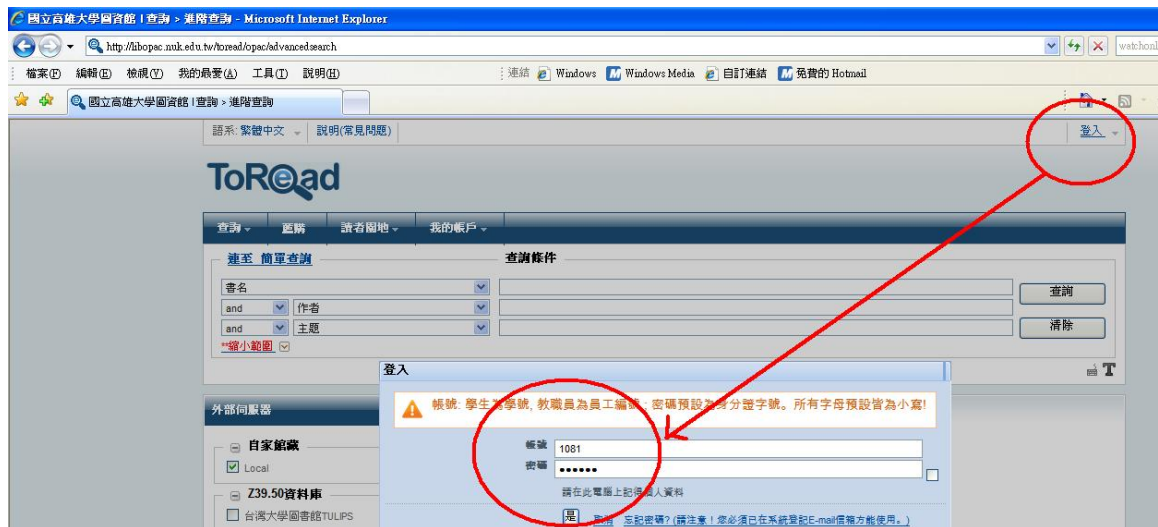 國立高雄大學圖資館 | 查詢 > 進階查詢 - Microsoft Internet Explorer
http://libopac.nuk.edu.tw/toread/opac/advancedsearch
watchonl
檔案(F) 編輯(E) 檢視(V) 我的最愛(A) 工具(T) 說明(H) 連結 Windows Windows Media 自訂連結 免費的 Hotmail
國立高雄大學圖資館 | 查詢 > 進階查詢
語系: 繁體中文 說明(常見問題) 登入
ToRead
查詢 薦購 讀者園地 我的帳戶
連至 簡單查詢 查詢條件
書名 查詢
and 作者
and 主題 清除
**縮小範圍
T
登入
外部伺服器
帳號: 學生為學號, 教職員為員工編號; 密碼預設為身分證字號。所有字母預設皆為小寫!
自家館藏
帳號 1081
Local
密碼 ••••••
請在此電腦上記得個人資料
Z39.50資料庫
台灣大學圖書館TULIPS
是 取消 忘記密碼? (請注意!您必須已在系統登記E-mail信箱方能使用。)